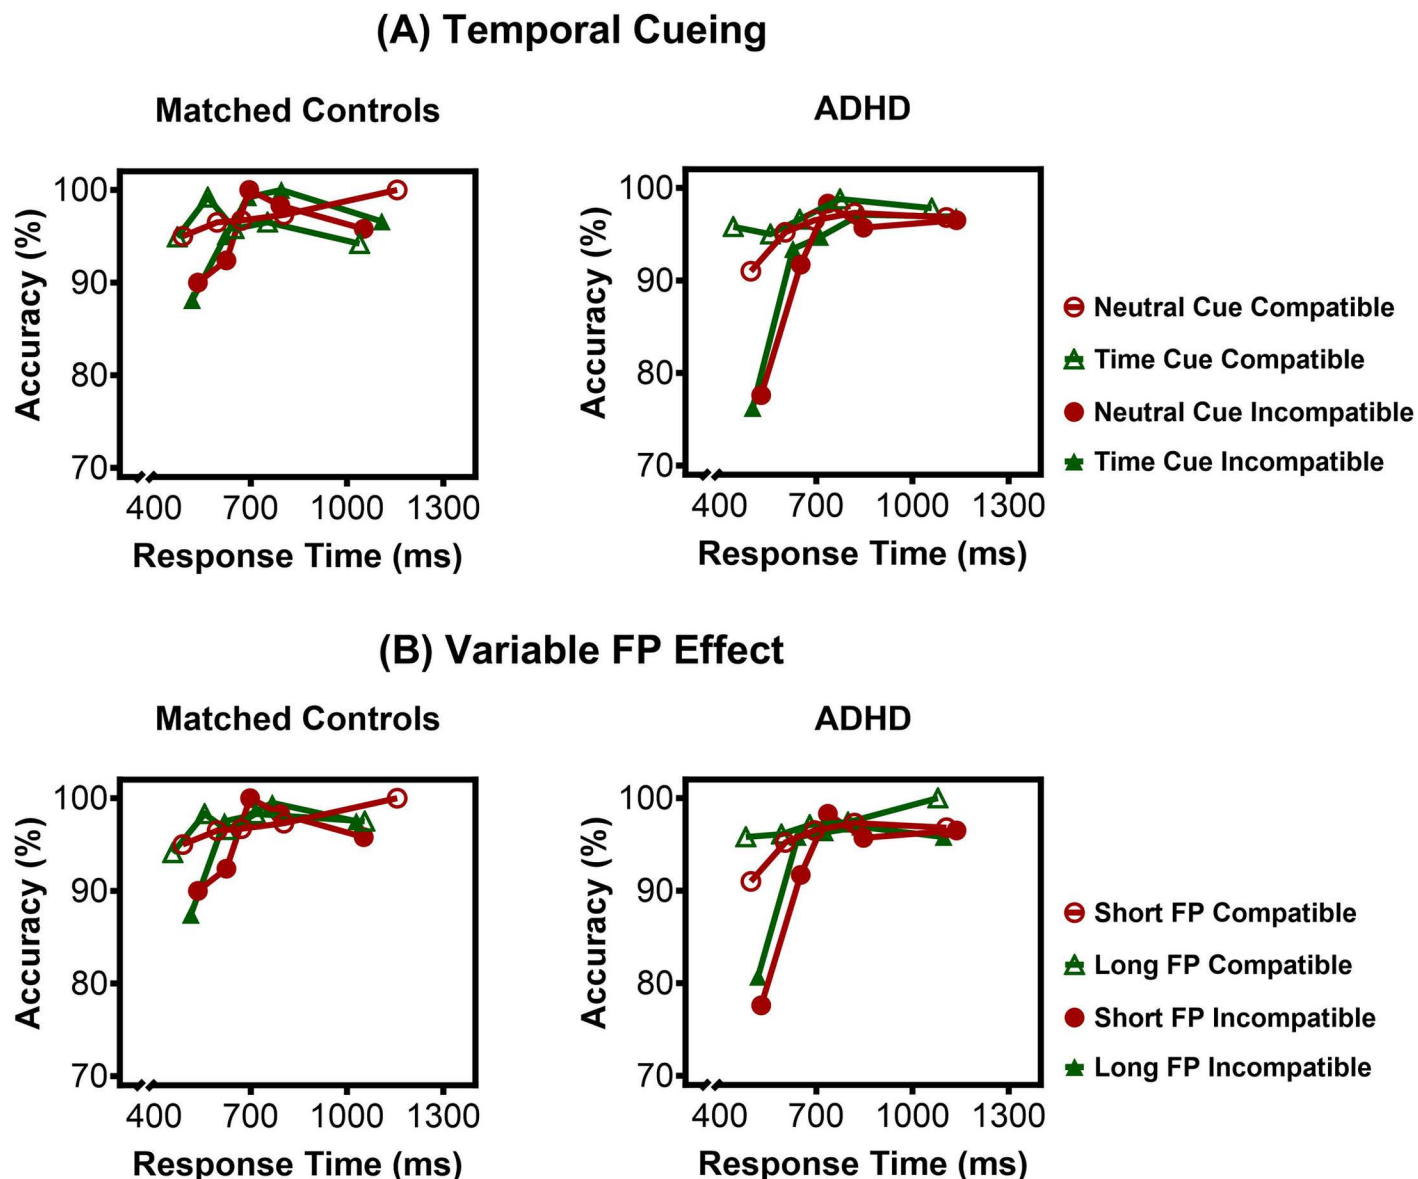 (A) Temporal Cueing
Matched Controls
ADHD
Accuracy (%)
100
90
80
70
400 700 1000 1300
Response Time (ms)
Accuracy (%)
100
90
80
70
400 700 1000 1300
Response Time (ms)
Neutral Cue Compatible
Time Cue Compatible
Neutral Cue Incompatible
Time Cue Incompatible
(B) Variable FP Effect
Matched Controls
ADHD
Accuracy (%)
100
90
80
70
400 700 1000 1300
Response Time (ms)
Accuracy (%)
100
90
80
70
400 700 1000 1300
Response Time (ms)
Short FP Compatible
Long FP Compatible
Short FP Incompatible
Long FP Incompatible